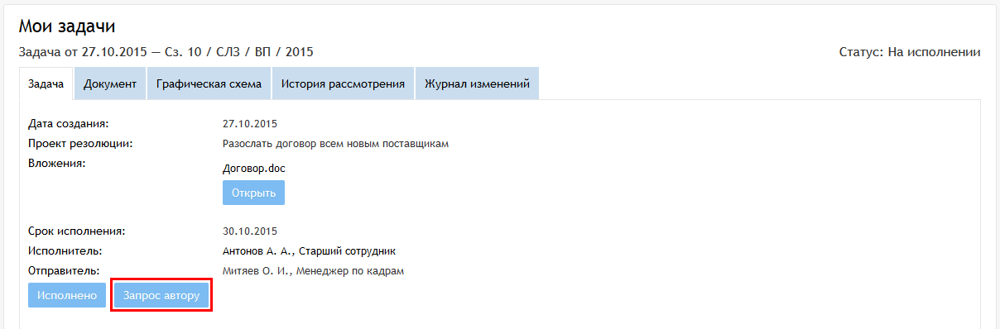 Мои задачи
Задача от 27.10.2015 — Сз. 10 / СЛЗ / ВП / 2015 Статус: На исполнении
Задача Документ Графическая схема История рассмотрения Журнал изменений
Дата создания: 27.10.2015
Проект резолюции: Разослать договор всем новым поставщикам
Вложения: Договор.doc
Открыть
Срок исполнения: 30.10.2015
Исполнитель: Антонов А. А., Старший сотрудник
Отправитель: Митяев О. И., Менеджер по кадрам
Исполнено Запрос автору